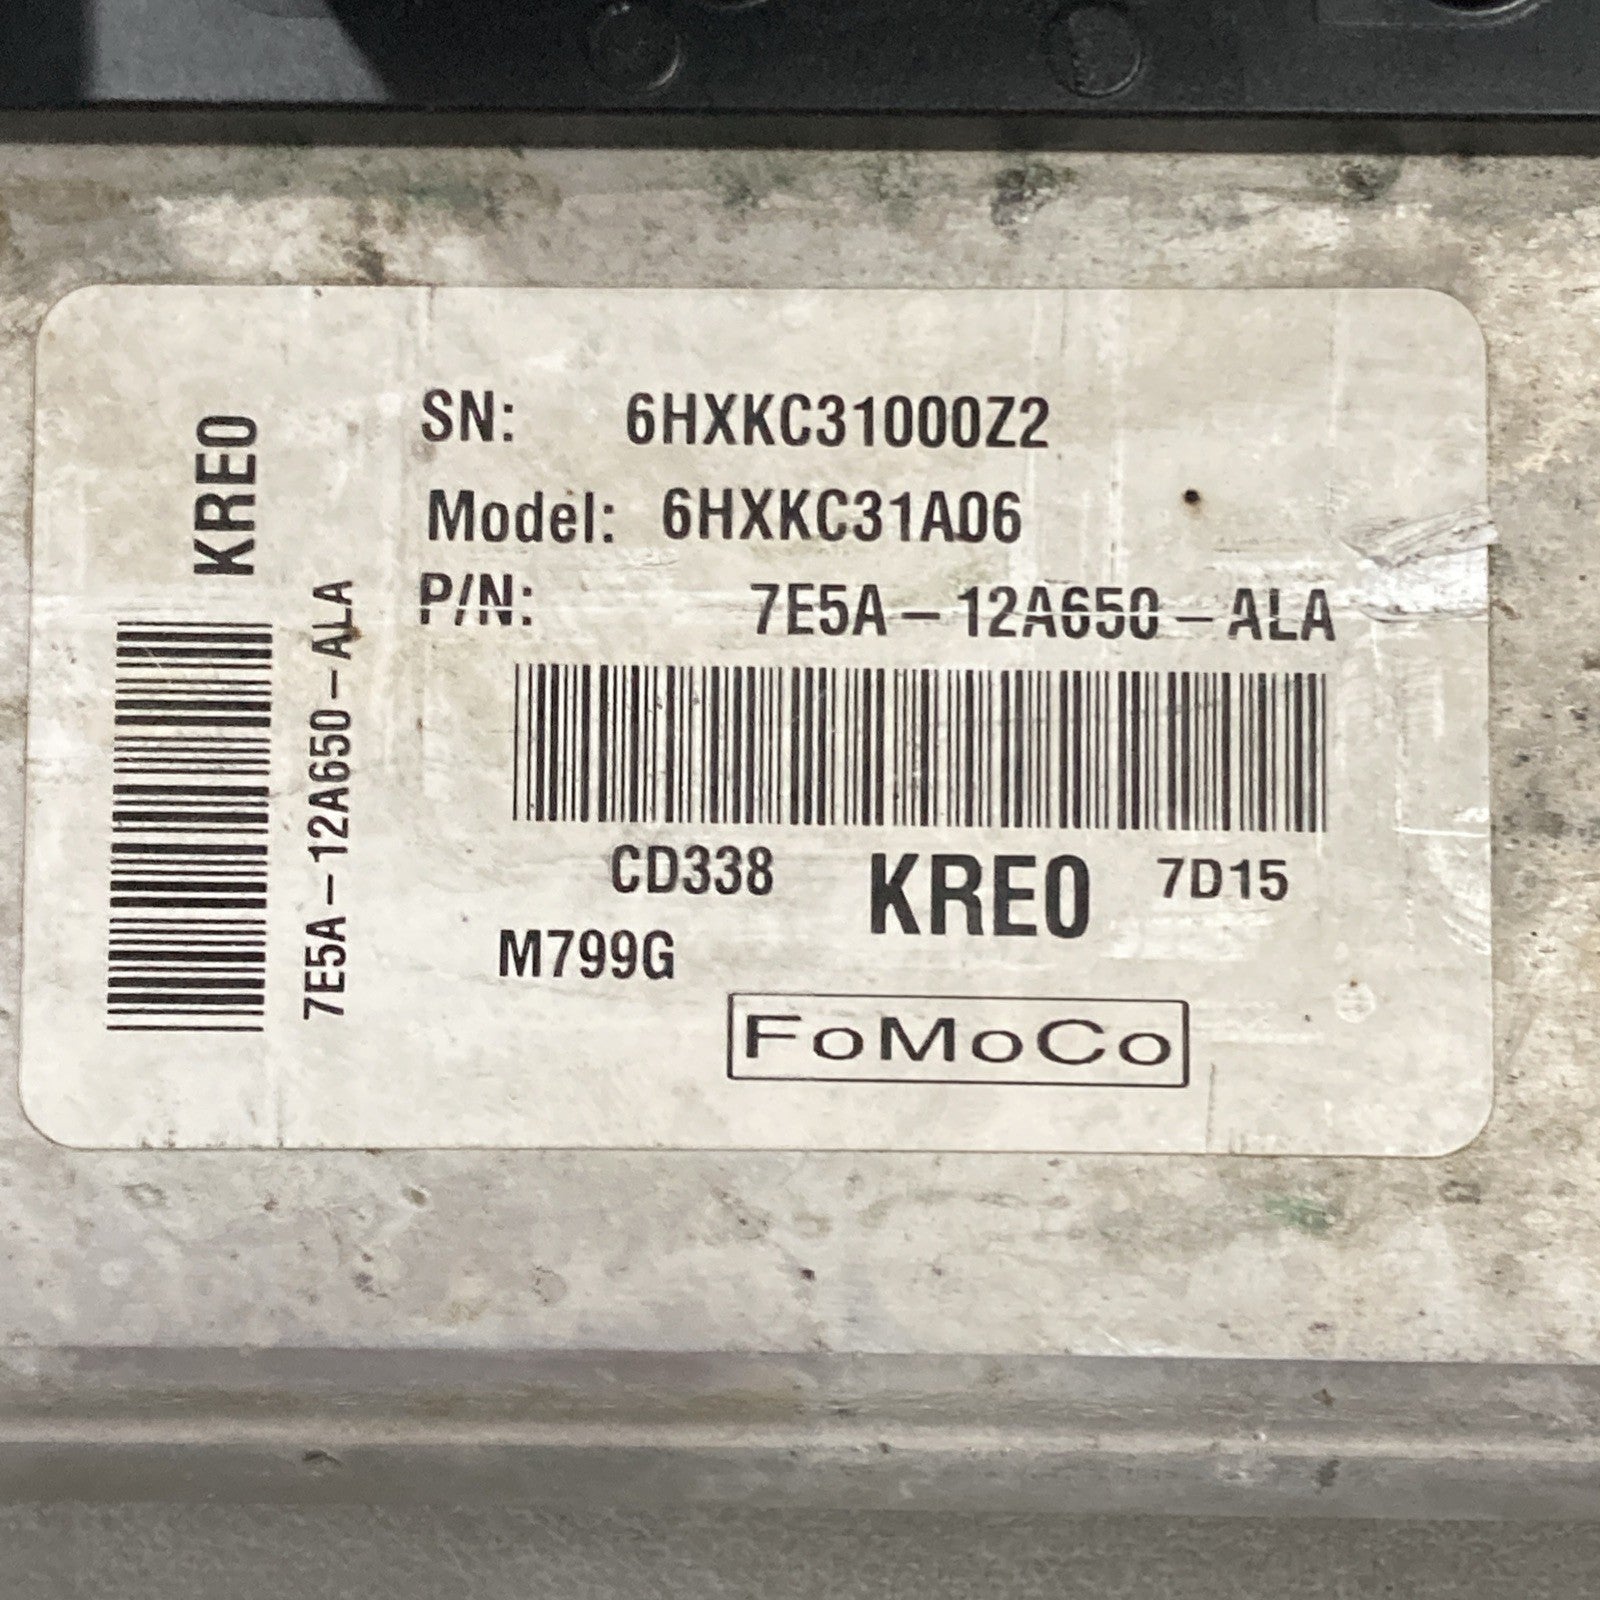 KRE0
7E5A-12A650-ALA
SN: 6HXKC31000Z2
Model: 6HXKC31A06
P/N: 7E5A-12A650-ALA
CD338 KRE0 7D15
M799G
FoMoCo